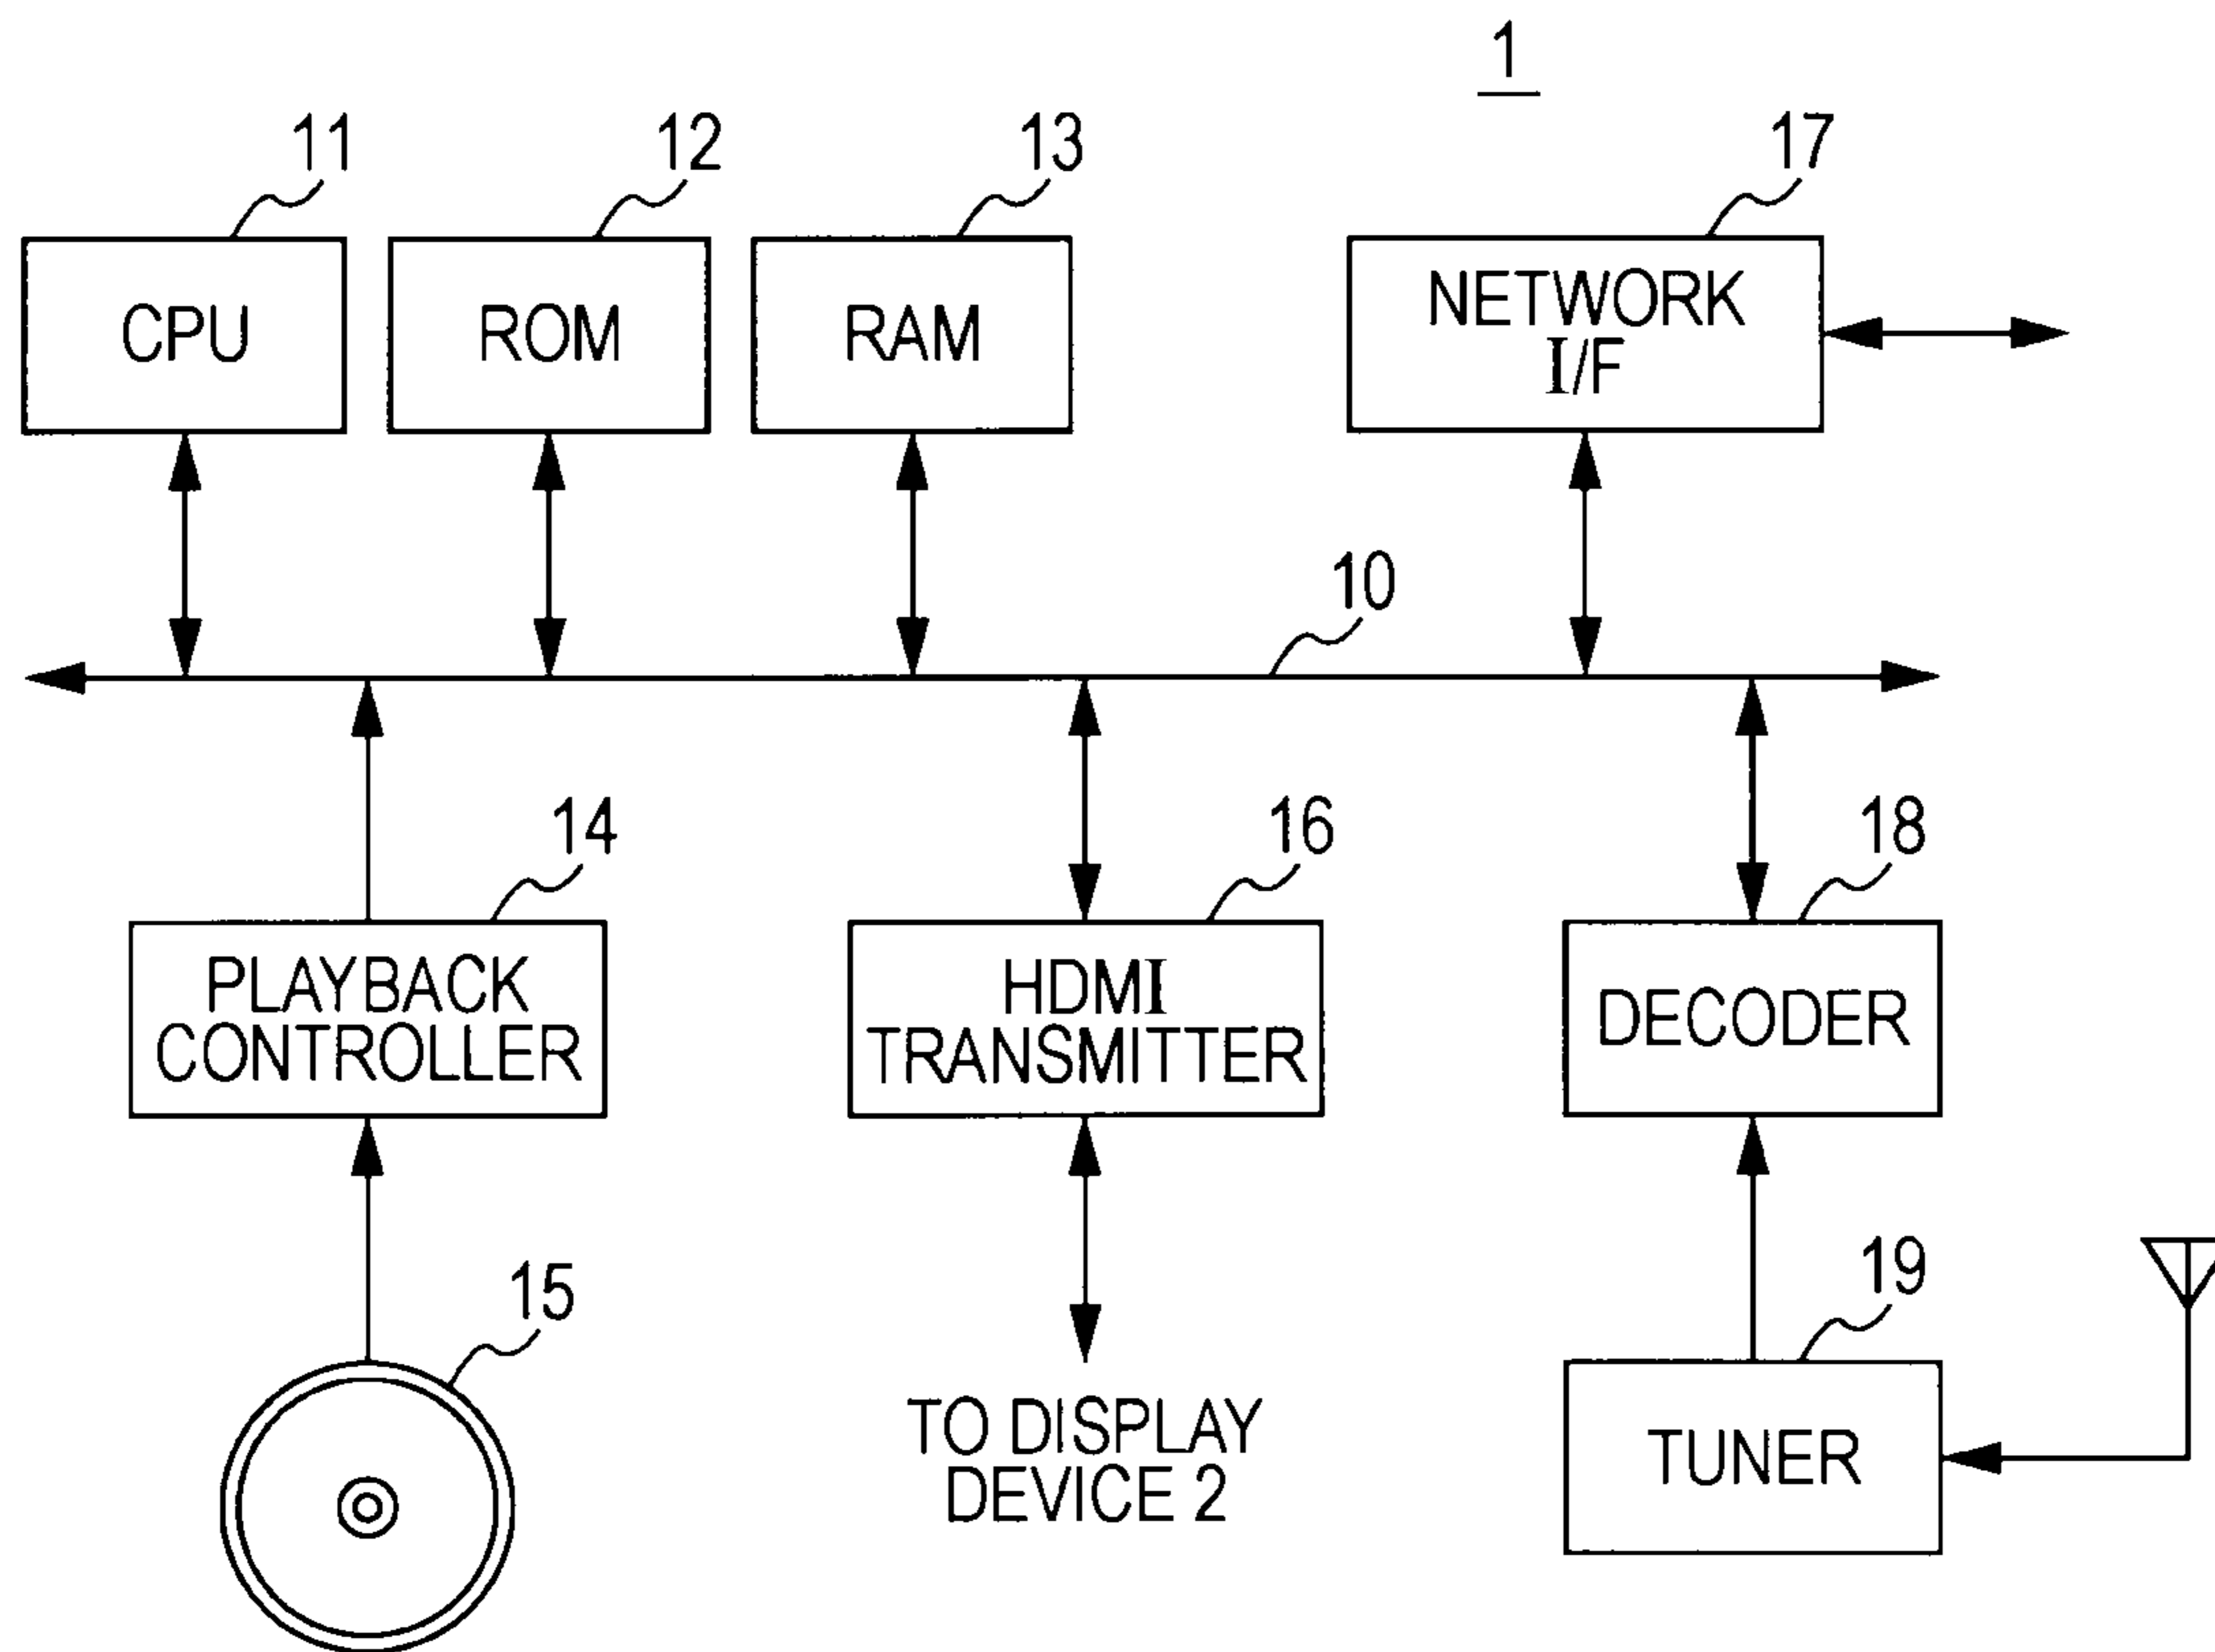 1
11
12
13
17
CPU
ROM
RAM
NETWORK
I/F
10
14
16
18
PLAYBACK
CONTROLLER
HDMI
TRANSMITTER
DECODER
15
19
TO DISPLAY
DEVICE 2
TUNER